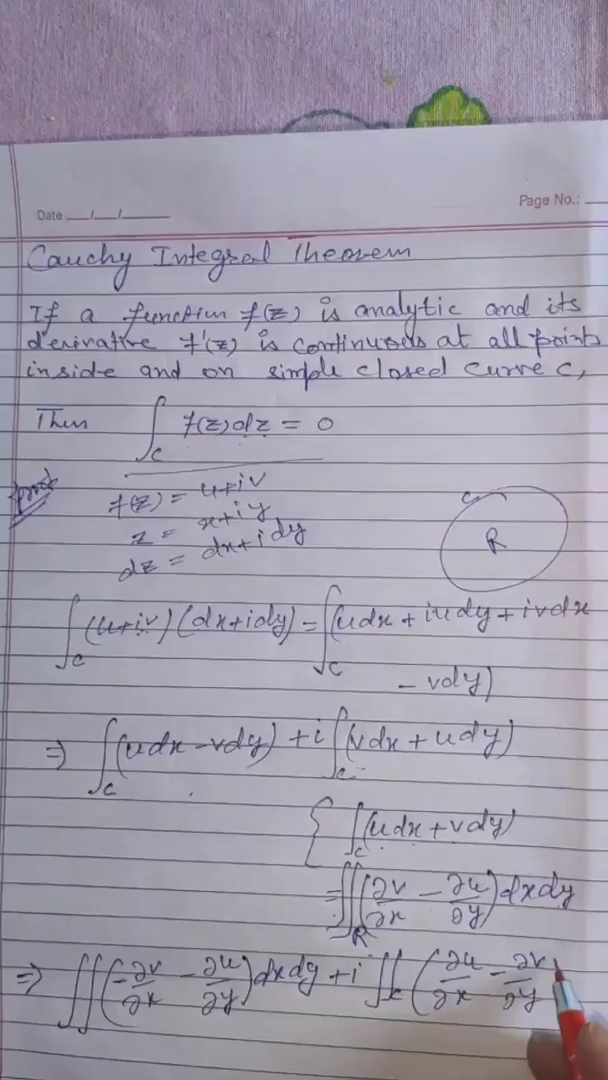 Page No.:
Date
Cauchy Integral Theorem
If a function f(z) is analytic and its
derivative f'(z) is continuous at all points
inside and on simple closed curve c,
Then ∫_C f(z)dz = 0
proof
f(z) = u+iv
z = x+iy
dz = dx+idy
C
R
∫_C (u+iv)(dx+idy) = ∫_C (udx + iudy + ivdx
- vdy)
⇒ ∫_C (udx - vdy) + i ∫_C (vdx + udy)
{ ∫_C (udx + vdy)
= ∬_R (∂v/∂x - ∂u/∂y) dxdy
⇒ ∬ (-∂v/∂x - ∂u/∂y) dxdy + i ∬_R (∂u/∂x - ∂v/∂y